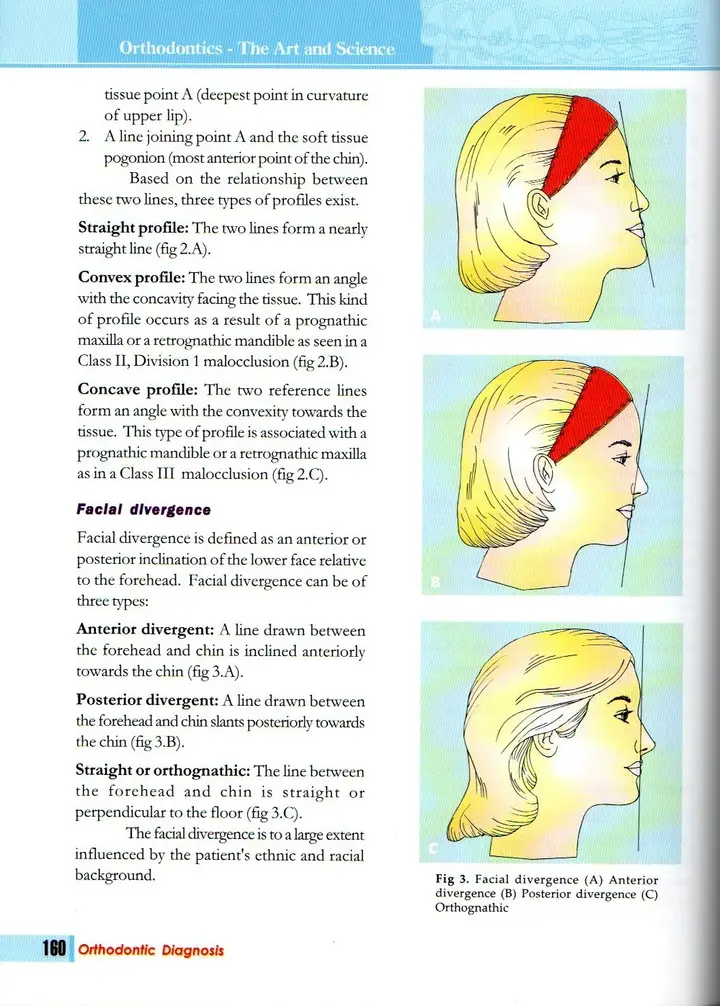 Orthodontics - The Art and Science
tissue point A (deepest point in curvature
of upper lip).
2. A line joining point A and the soft tissue
pogonion (most anterior point of the chin).
Based on the relationship between
these two lines, three types of profiles exist.
Straight profile: The two lines form a nearly
straight line (fig 2.A).
Convex profile: The two lines form an angle
with the concavity facing the tissue. This kind
of profile occurs as a result of a prognathic
maxilla or a retrognathic mandible as seen in a
Class II, Division 1 malocclusion (fig 2.B).
Concave profile: The two reference lines
form an angle with the convexity towards the
tissue. This type of profile is associated with a
prognathic mandible or a retrognathic maxilla
as in a Class III malocclusion (fig 2.C).
Facial divergence
Facial divergence is defined as an anterior or
posterior inclination of the lower face relative
to the forehead. Facial divergence can be of
three types:
Anterior divergent: A line drawn between
the forehead and chin is inclined anteriorly
towards the chin (fig 3.A).
Posterior divergent: A line drawn between
the forehead and chin slants posteriorly towards
the chin (fig 3.B).
Straight or orthognathic: The line between
the forehead and chin is straight or
perpendicular to the floor (fig 3.C).
The facial divergence is to a large extent
influenced by the patient's ethnic and racial
background.
A
B
C
Fig 3. Facial divergence (A) Anterior
divergence (B) Posterior divergence (C)
Orthognathic
160 Orthodontic Diagnosis